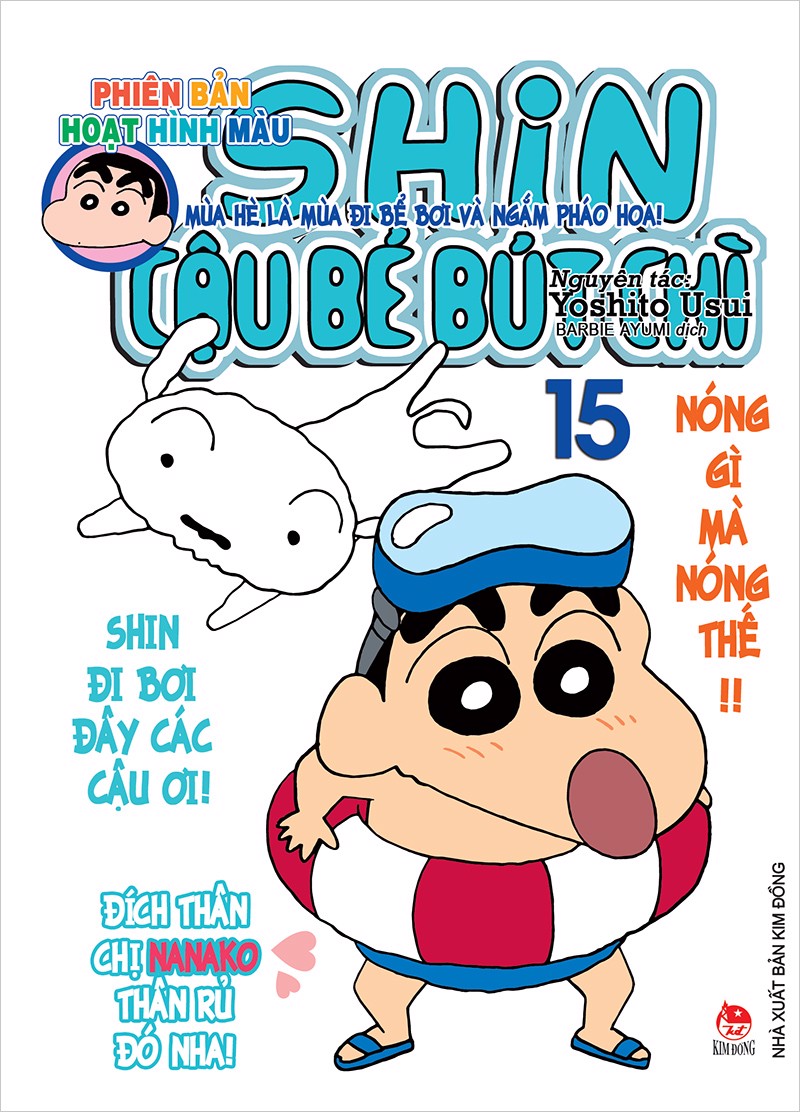 PHIÊN BẢN
HOẠT HÌNH MÀU
SHiN
MÙA HÈ LÀ MÙA ĐI BỂ BƠI VÀ NGẮM PHÁO HOA!
CẬU BÉ BÚT CHÌ
Nguyên tác:
Yoshito Usui
BARBIE AYUMI dịch
15
NÓNG
GÌ
MÀ
NÓNG
THẾ
!!
SHIN
ĐI BƠI
ĐÂY CÁC
CẬU ƠI!
ĐÍCH THÂN
CHỊ NANAKO
THÂN RỦ
ĐÓ NHA!
KIM ĐỒNG
NHÀ XUẤT BẢN KIM ĐỒNG